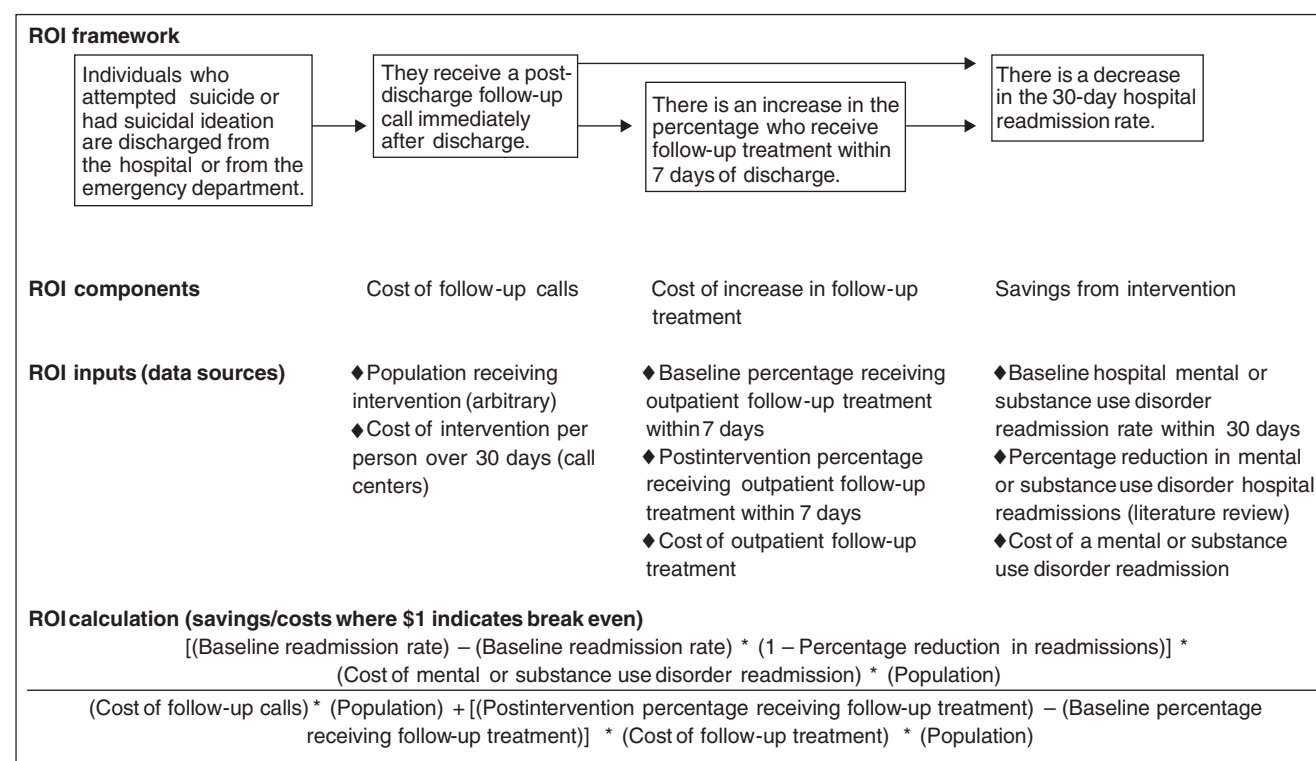 ROI framework
Individuals who
attempted suicide or
had suicidal ideation
are discharged from
the hospital or from the
emergency department.
They receive a post-
discharge follow-up
call immediately
after discharge.
There is an increase in the
percentage who receive
follow-up treatment within
7 days of discharge.
There is a decrease
in the 30-day hospital
readmission rate.
ROI components
Cost of follow-up calls
Cost of increase in follow-up
treatment
Savings from intervention
ROI inputs (data sources)
♦Population receiving
intervention (arbitrary)
♦Cost of intervention per
person over 30 days (call
centers)
♦Baseline percentage receiving
outpatient follow-up treatment
within 7 days
♦Postintervention percentage
receiving outpatient follow-up
treatment within 7 days
♦Cost of outpatient follow-up
treatment
♦Baseline hospital mental or
substance use disorder
readmission rate within 30 days
♦Percentage reduction in mental
or substance use disorder hospital
readmissions (literature review)
♦Cost of a mental or substance
use disorder readmission
ROI calculation (savings/costs where $1 indicates break even)
[(Baseline readmission rate) – (Baseline readmission rate) * (1 – Percentage reduction in readmissions)] *
(Cost of mental or substance use disorder readmission) * (Population)
(Cost of follow-up calls) * (Population) + [(Postintervention percentage receiving follow-up treatment) – (Baseline percentage
receiving follow-up treatment)] * (Cost of follow-up treatment) * (Population)